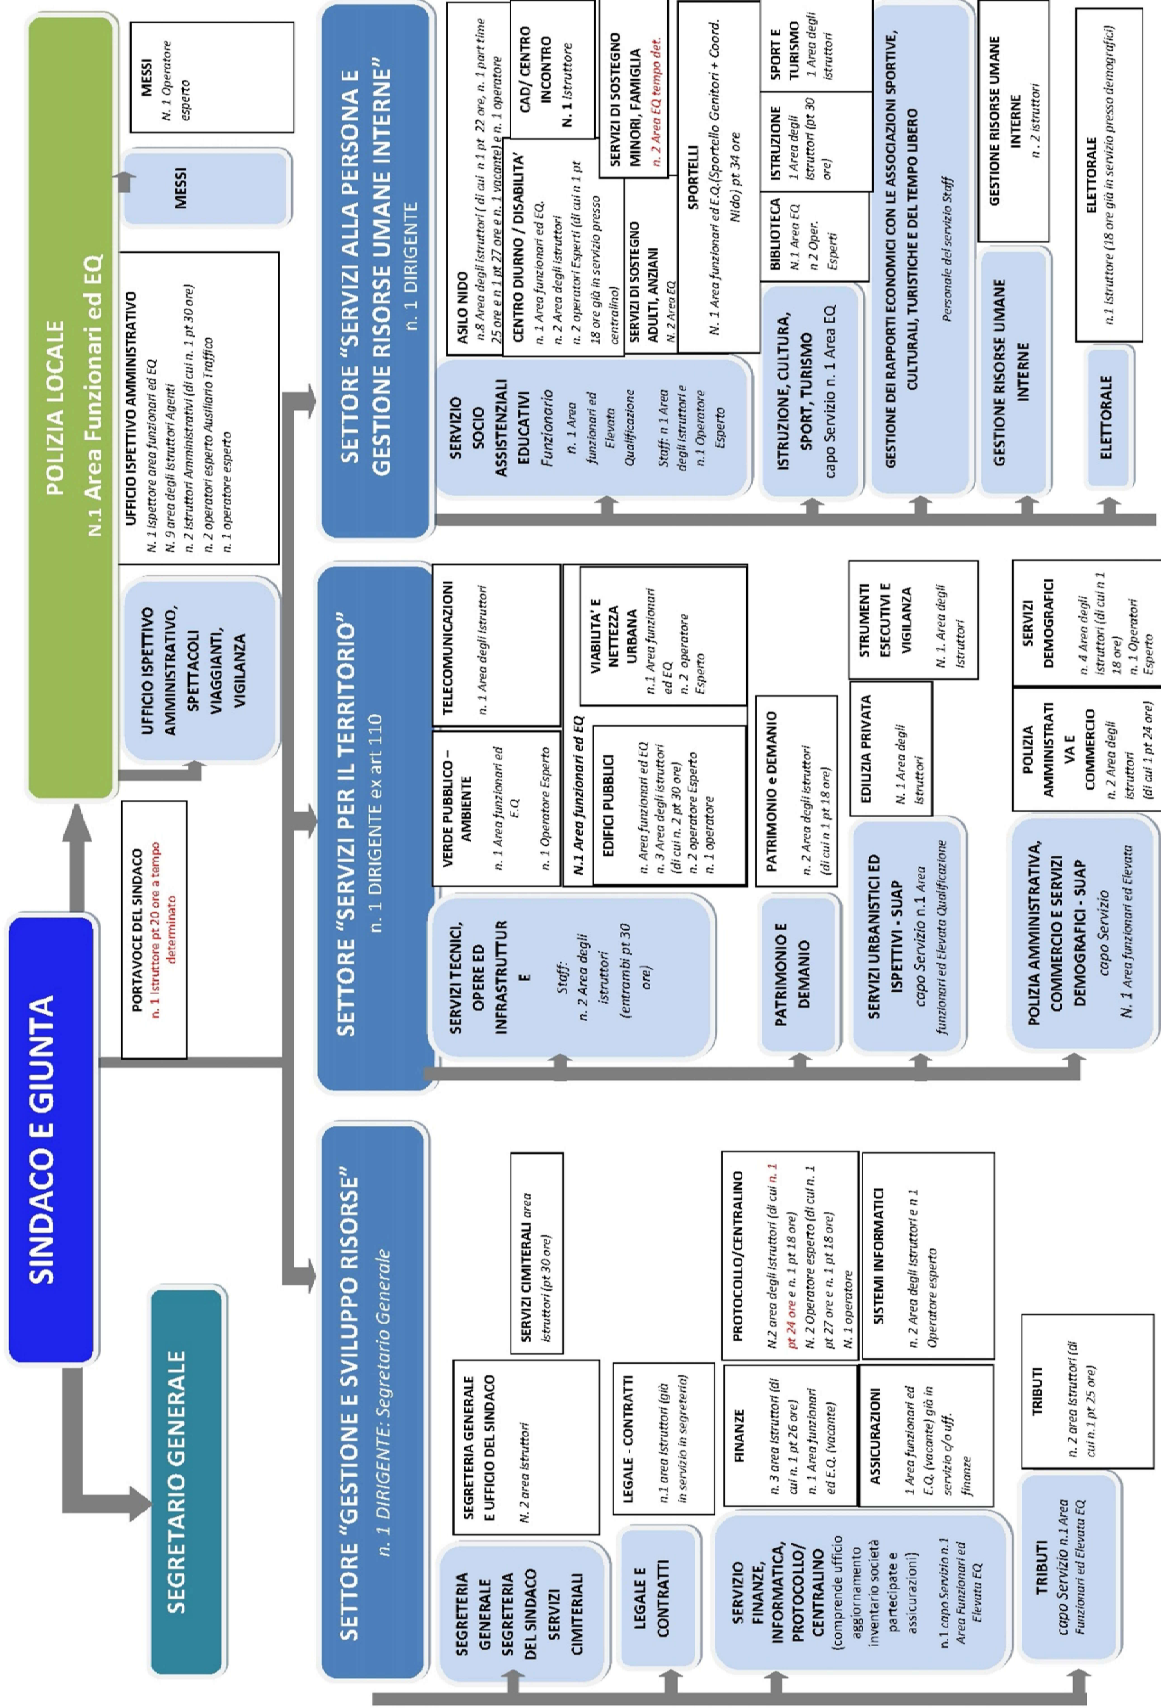 SINDACO E GIUNTA
SEGRETARIO GENERALE
PORTAVOCE DEL SINDACO
n. 1 Istruttore pt 20 ore a tempo
determinato
POLIZIA LOCALE
N.1 Area Funzionari ed EQ
UFFICIO ISPETTIVO
AMMINISTRATIVO,
SPETTACOLI
VIAGGIANTI,
VIGILANZA
UFFICIO ISPETTIVO AMMINISTRATIVO
N. 1 Ispettore area funzionari ed EQ
N. 9 area degli Istruttori Agenti
n. 2 Istruttori Amministrativi (di cui n. 1 pt 30 ore)
n. 2 operatori esperto Ausiliario Traffico
n. 1 operatore esperto
MESSI
MESSI
N. 1 Operatore
esperto
SETTORE “GESTIONE E SVILUPPO RISORSE”
n. 1 DIRIGENTE: Segretario Generale
SEGRETERIA
GENERALE
SEGRETERIA
DEL SINDACO
SERVIZI
CIMITERIALI
SEGRETERIA GENERALE
E UFFICIO DEL SINDACO
N. 2 area Istruttori
SERVIZI CIMITERALI area
istruttori (pt 30 ore)
LEGALE E
CONTRATTI
LEGALE - CONTRATTI
n.1 area Istruttori (già
in servizio in segreteria)
SERVIZIO
FINANZE,
INFORMATICA,
PROTOCOLLO/
CENTRALINO
(comprende ufficio
aggiornamento
inventario società
partecipate e
assicurazioni)
n.1 capo Servizio n.1
Area Funzionari ed
Elevata EQ
FINANZE
n. 3 area Istruttori (di
cui n. 1 pt 26 ore)
n. 1 Area funzionari
ed E.Q. (vacante)
PROTOCOLLO/CENTRALINO
N.2 area degli Istruttori (di cui n. 1
pt 24 ore e n. 1 pt 18 ore)
N. 2 Operatore esperto (di cui n. 1
pt 27 ore e n. 1 pt 18 ore)
N. 1 operatore
ASSICURAZIONI
1 Area funzionari ed
E.Q. (vacante) già in
servizio c/o uff.
finanze
SISTEMI INFORMATICI
n. 2 Area degli Istruttori e n 1
Operatore esperto
TRIBUTI
capo Servizio n.1 Area
Funzionari ed Elevata EQ
TRIBUTI
n. 2 area Istruttori (di
cui n.1 pt 25 ore)
SETTORE “SERVIZI PER IL TERRITORIO”
n. 1 DIRIGENTE ex art 110
SERVIZI TECNICI,
OPERE ED
INFRASTRUTTUR
E
Staff:
n. 2 Area degli
istruttori
(entrambi pt 30
ore)
VERDE PUBBLICO –
AMBIENTE
n. 1 Area funzionari ed
E.Q
n. 1 Operatore Esperto
TELECOMUNICAZIONI
n. 1 Area degli Istruttori
N.1 Area funzionari ed EQ
EDIFICI PUBBLICI
n. Area funzionari ed EQ
n. 3 Area degli istruttori
(di cui n. 2 pt 30 ore)
n. 2 operatore Esperto
n. 1 operatore
VIABILITA’ E
NETTEZZA
URBANA
n.1 Area funzionari
ed EQ
n. 2 operatore
Esperto
PATRIMONIO E
DEMANIO
PATRIMONIO e DEMANIO
n. 2 Area degli istruttori
(di cui n 1 pt 18 ore)
SERVIZI URBANISTICI ED
ISPETTIVI - SUAP
capo Servizio n.1 Area
funzionari ed Elevata Qualificazione
EDILIZIA PRIVATA
N. 1 Area degli
Istruttori
STRUMENTI
ESECUTIVI E
VIGILANZA
N. 1. Area degli
Istruttori
POLIZIA AMMINISTRATIVA,
COMMERCIO E SERVIZI
DEMOGRAFICI - SUAP
capo Servizio
N. 1 Area funzionari ed Elevata
POLIZIA
AMMINISTRATI
VA E
COMMERCIO
n. 2 Area degli
istruttori
(di cui 1 pt 24 ore)
SERVIZI
DEMOGRAFICI
n. 4 Area degli
istruttori (di cui n 1
18 ore)
n. 1 Operatori
Esperto
SETTORE “SERVIZI ALLA PERSONA E
GESTIONE RISORSE UMANE INTERNE”
n. 1 DIRIGENTE
SERVIZIO
SOCIO
ASSISTENZIALI
EDUCATIVI
Funzionario
n. 1 Area
funzionari ed
Elevata
Qualificazione
Staff: n 1 Area
degli Istruttori e
n.1 Operatore
Esperto
ASILO NIDO
n.8 Area degli istruttori ( di cui n 1 pt 22 ore, n. 1 part time
25 ore e n 1 pt 27 ore e n. 1 vacante) e n. 1 operatore
CENTRO DIURNO / DISABILITA’
n. 1 Area funzionari ed EQ.
n. 2 Area degli istruttori
n. 2 operatori Esperti (di cui n 1 pt
18 ore già in servizio presso
centralino)
CAD/ CENTRO
INCONTRO
N. 1 Istruttore
SERVIZI DI SOSTEGNO
ADULTI, ANZIANI
N. 2 Area EQ
SERVIZI DI SOSTEGNO
MINORI, FAMIGLIA
n. 2 Area EQ tempo det.
SPORTELLI
N. 1 Area funzionari ed E.Q.(Sportello Genitori + Coord.
Nido) pt 34 ore
ISTRUZIONE, CULTURA,
SPORT, TURISMO
capo Servizio n. 1 Area EQ
BIBLIOTECA
N.1 Area EQ
n 2 Oper.
Esperti
ISTRUZIONE
1 Area degli
Istruttori (pt 30
ore)
SPORT E
TURISMO
1 Area degli
istruttori
GESTIONE DEI RAPPORTI ECONOMICI CON LE ASSOCIAZIONI SPORTIVE,
CULTURALI, TURISTICHE E DEL TEMPO LIBERO
Personale del servizio Staff
GESTIONE RISORSE UMANE
INTERNE
GESTIONE RISORSE UMANE
INTERNE
n . 2 istruttori
ELETTORALE
ELETTORALE
n.1 istruttore (18 ore già in servizio presso demografici)